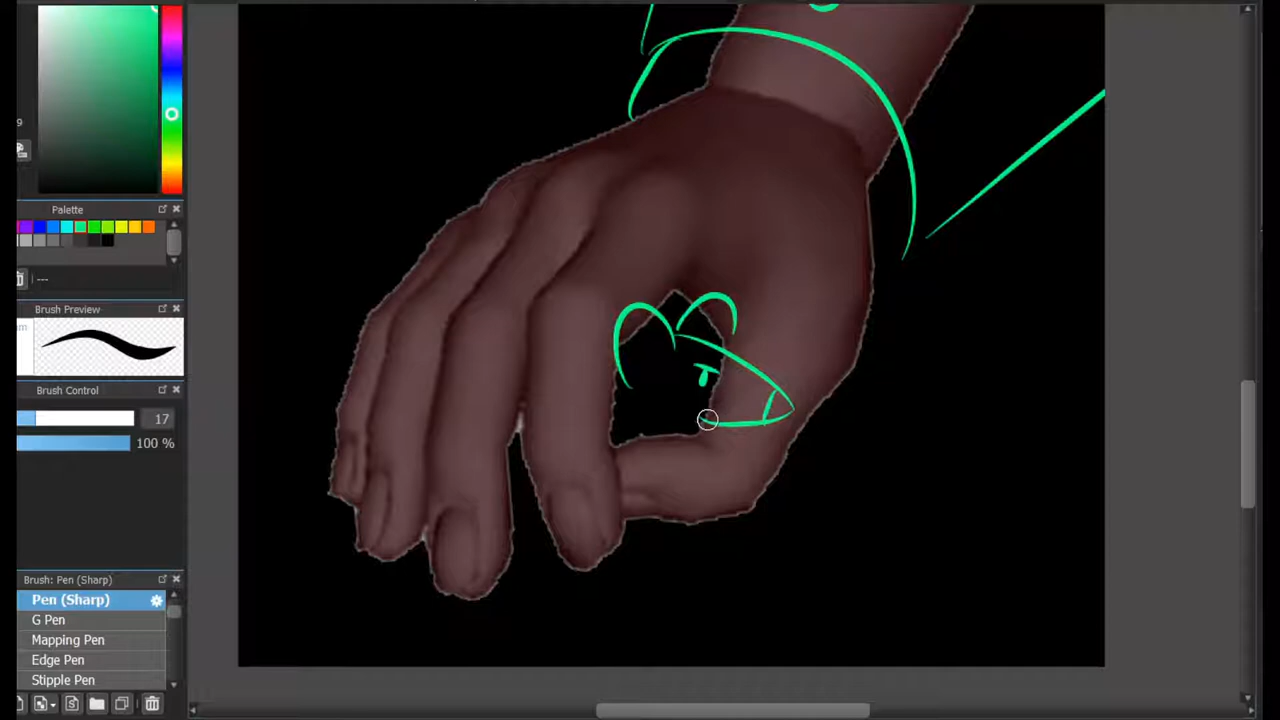 9
Palette
---
Brush Preview
Brush Control
17
100 %
Brush: Pen (Sharp)
Pen (Sharp)
G Pen
Mapping Pen
Edge Pen
Stipple Pen